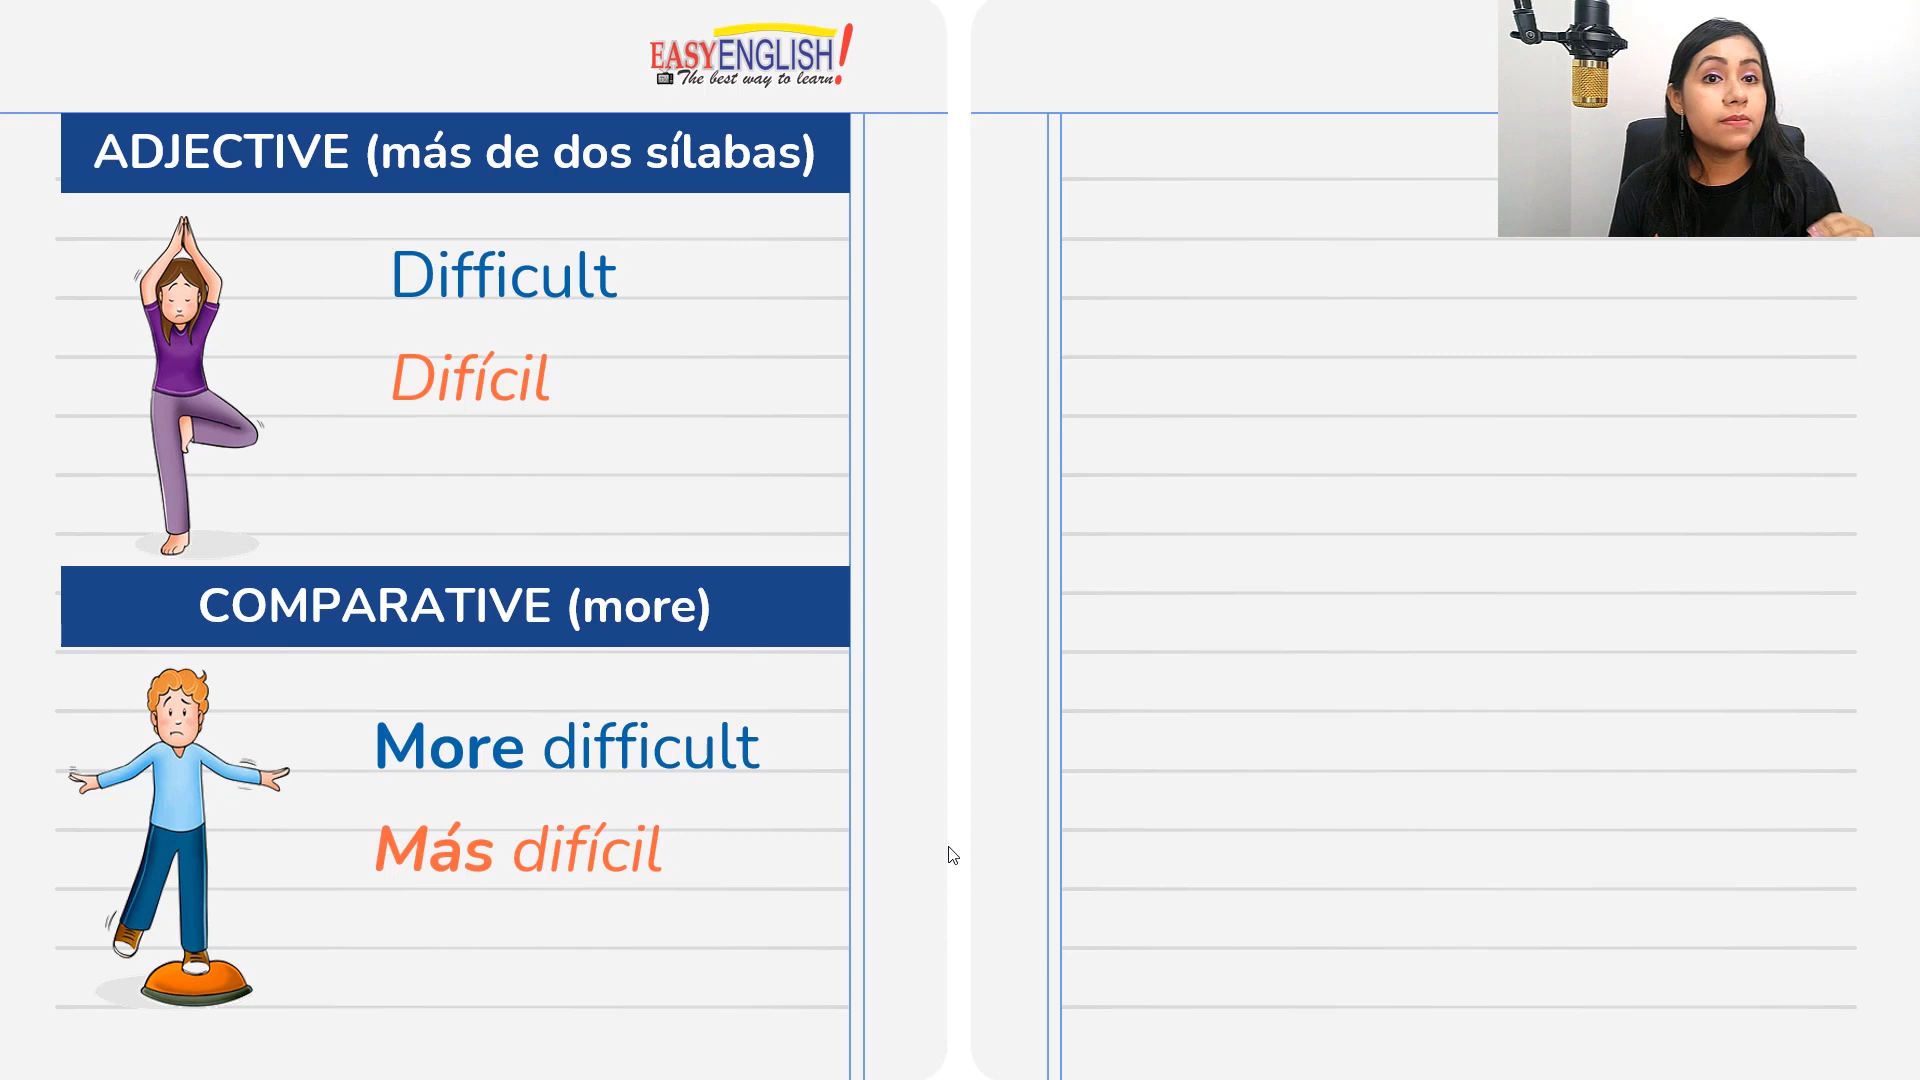 EASYENGLISH!
The best way to learn
ADJECTIVE (más de dos sílabas)
Difficult
Difícil
COMPARATIVE (more)
More difficult
Más difícil